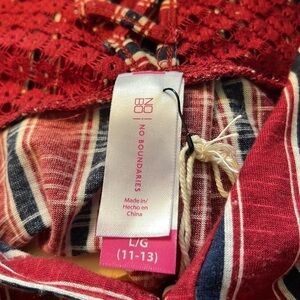 NO
BO
NO BOUNDARIES
Made in/
Hecho en
China
L/G
(11-13)